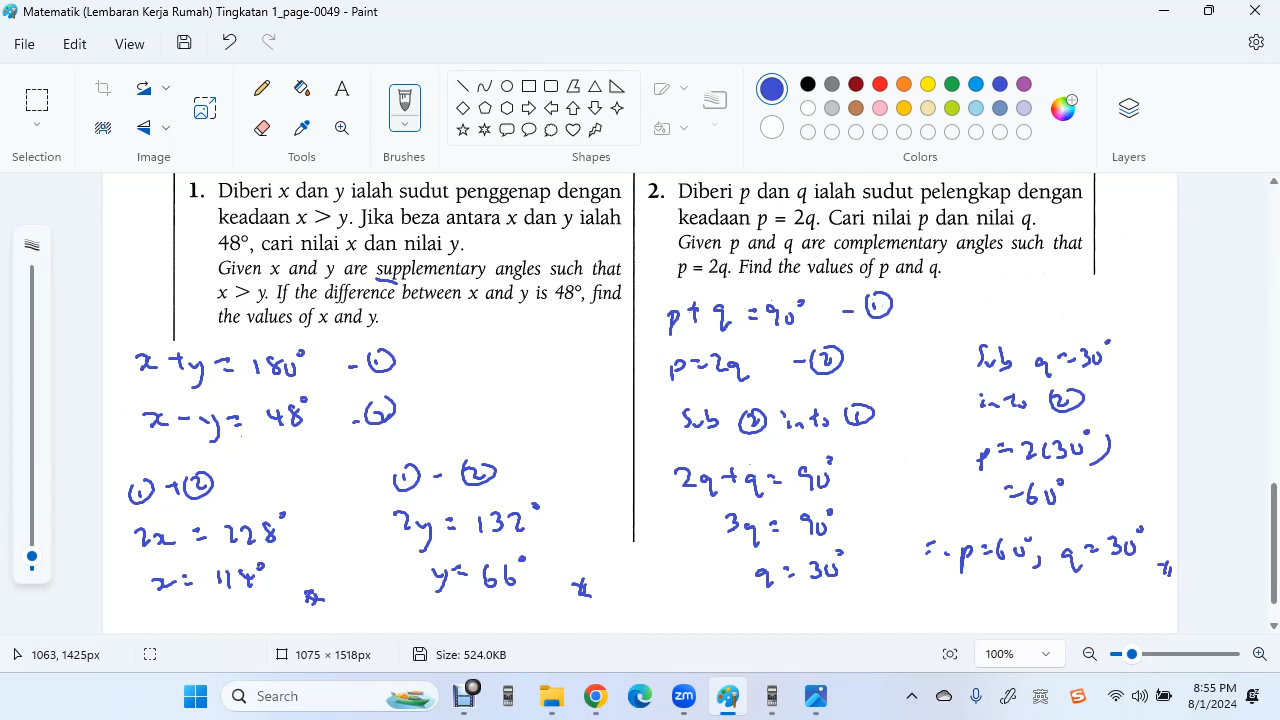 Matematik (Lembaran Kerja Rumah) Tingkatan 1_page-0049 - Paint
File Edit View
Selection Image Tools Brushes Shapes Colors Layers
1. Diberi x dan y ialah sudut penggenap dengan
keadaan x > y. Jika beza antara x dan y ialah
48°, cari nilai x dan nilai y.
Given x and y are supplementary angles such that
x > y. If the difference between x and y is 48°, find
the values of x and y.
x + y = 180° - ①
x - y = 48° - ②
① + ②
2x = 228°
x = 114°
① - ②
2y = 132°
y = 66°
2. Diberi p dan q ialah sudut pelengkap dengan
keadaan p = 2q. Cari nilai p dan nilai q.
Given p and q are complementary angles such that
p = 2q. Find the values of p and q.
p + q = 90° - ①
p = 2q - ②
Sub ② into ①
2q + q = 90°
3q = 90°
q = 30°
Sub q = 30°
into ②
p = 2(30°)
= 60°
∴ p = 60°, q = 30°
1063, 1425px 1075 × 1518px Size: 524.0KB 100%
Search zm 英 S 8:55 PM
8/1/2024